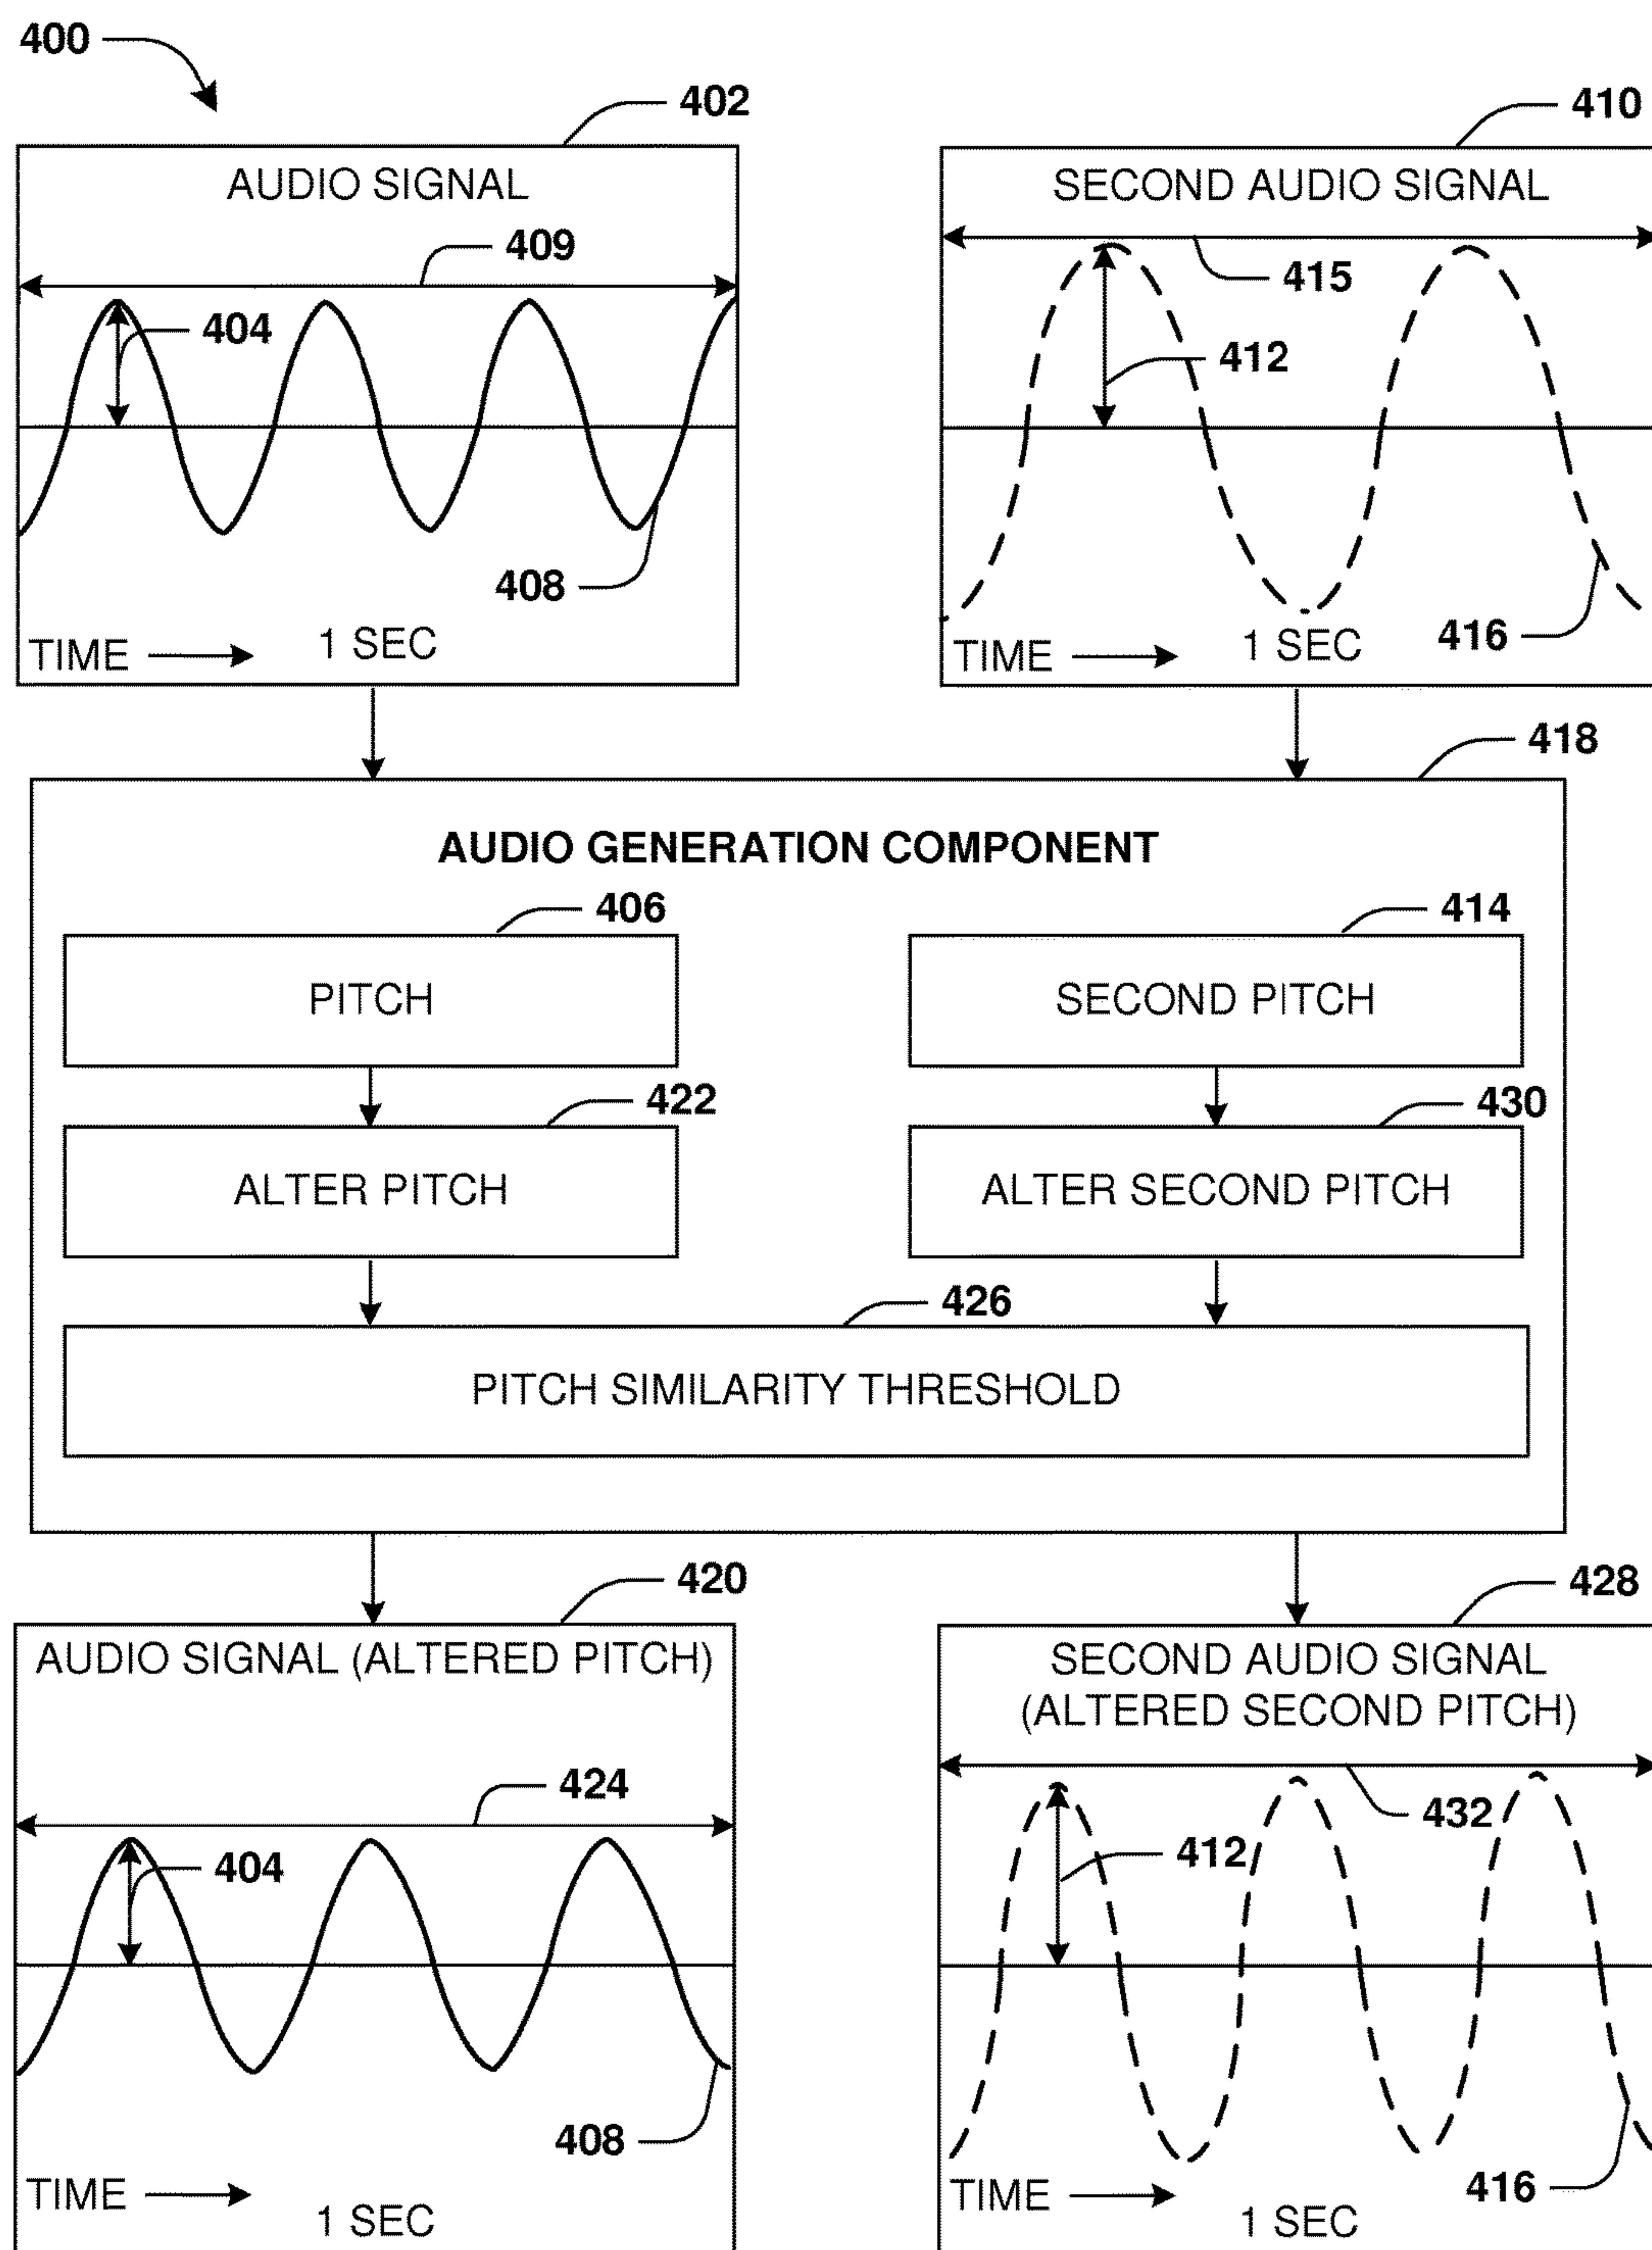 400
402
AUDIO SIGNAL
409
404
408
TIME
1 SEC
410
SECOND AUDIO SIGNAL
415
412
416
TIME
1 SEC
418
AUDIO GENERATION COMPONENT
406
PITCH
414
SECOND PITCH
422
ALTER PITCH
430
ALTER SECOND PITCH
426
PITCH SIMILARITY THRESHOLD
420
AUDIO SIGNAL (ALTERED PITCH)
424
404
408
TIME
1 SEC
428
SECOND AUDIO SIGNAL
(ALTERED SECOND PITCH)
432
412
416
TIME
1 SEC